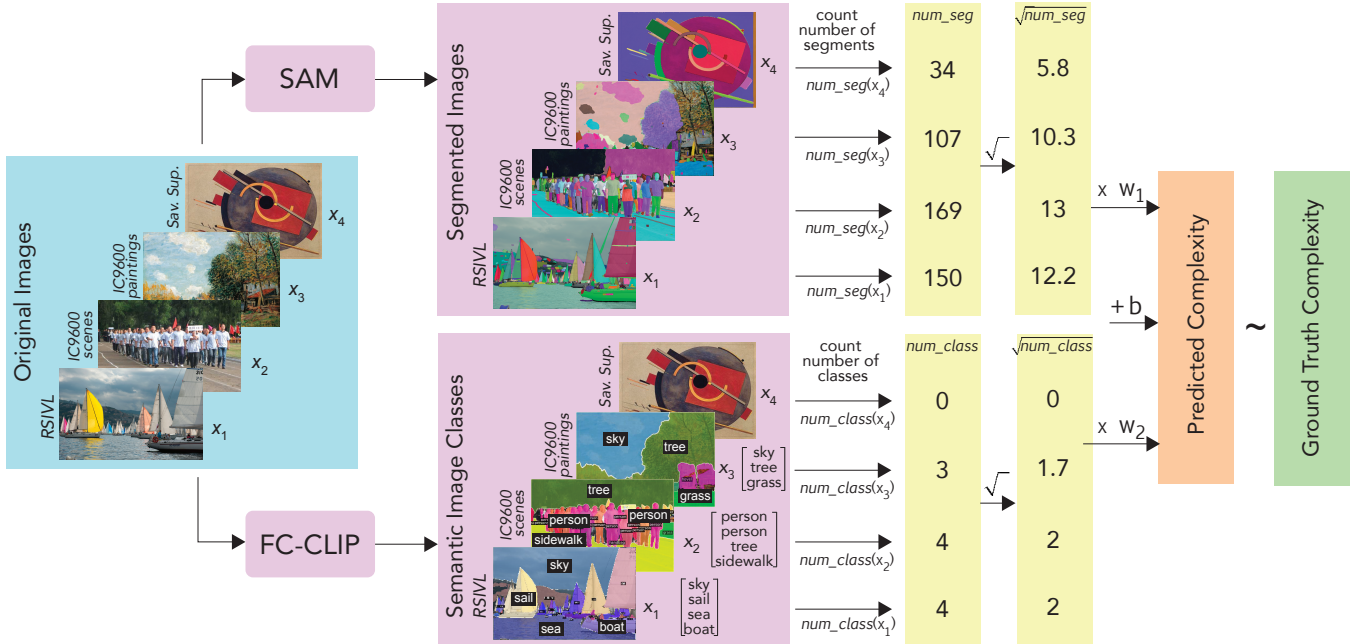 SAM
Original Images
RSIVL
IC9600
scenes
IC9600
paintings
Sav. Sup.
x1
x2
x3
x4
FC-CLIP
Segmented Images
RSIVL
IC9600
scenes
IC9600
paintings
Sav. Sup.
x4
x3
x2
x1
count
number of
segments
num_seg(x4)
num_seg(x3)
num_seg(x2)
num_seg(x1)
num_seg
34
107
169
150
√
√num_seg
5.8
10.3
13
12.2
Semantic Image Classes
RSIVL
IC9600
scenes
IC9600
paintings
Sav. Sup.
x4
sky
tree
grass
x3
sky
tree
grass
tree
person
person
sidewalk
x2
person
person
tree
sidewalk
sky
sail
sea
boat
x1
sky
sail
sea
boat
count
number of
classes
num_class(x4)
num_class(x3)
num_class(x2)
num_class(x1)
num_class
0
3
4
4
√
√num_class
0
1.7
2
2
x w1
+ b
x w2
Predicted Complexity
~
Ground Truth Complexity